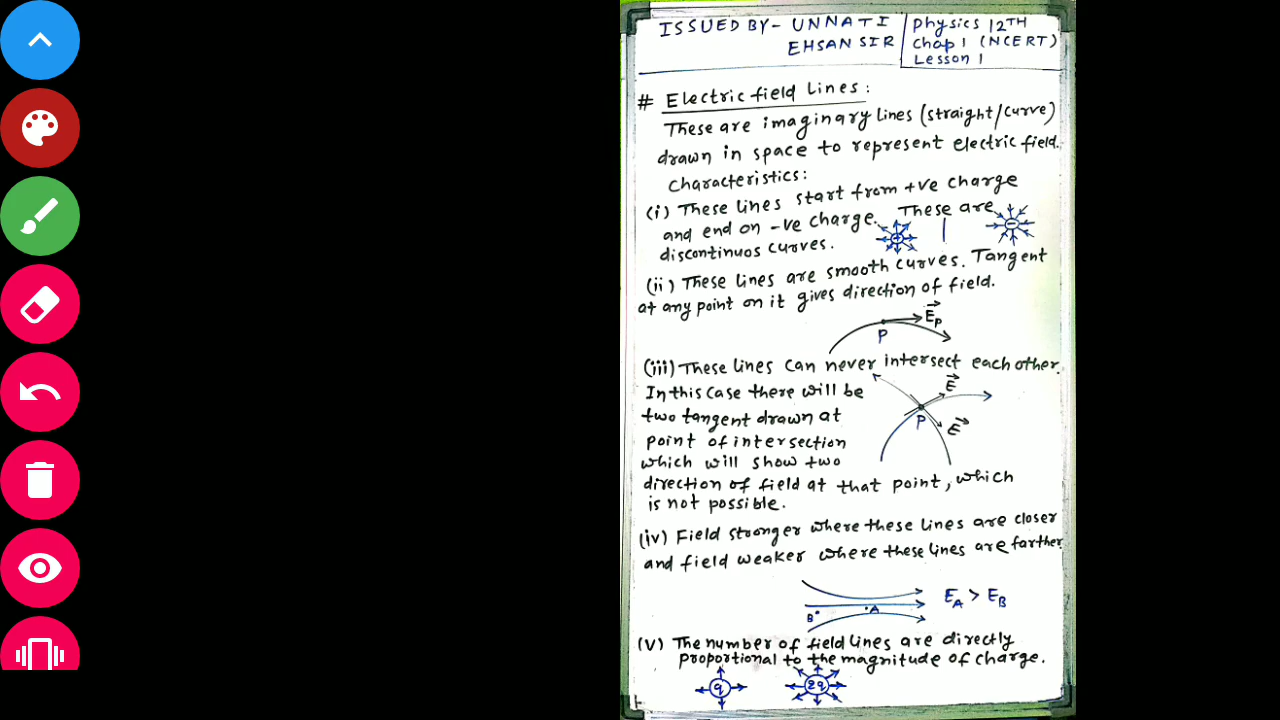 ISSUED BY- UNNATI
EHSAN SIR
Physics 12TH
Chap 1 (NCERT)
Lesson 1
# Electric field Lines:
These are imaginary lines (straight/curve)
drawn in space to represent electric field.
Characteristics:
(i) These lines start from +ve charge
and end on -ve charge. These are
discontinuos curves.
+
-
(ii) These lines are smooth curves. Tangent
at any point on it gives direction of field.
E⃗p
P
(iii) These lines can never intersect each other.
In this case there will be
two tangent drawn at
point of intersection
which will show two
direction of field at that point, which
is not possible.
E⃗
P
E⃗
(iv) Field stronger where these lines are closer
and field weaker where these lines are farther
B
A
E_A > E_B
(v) The number of field lines are directly
proportional to the magnitude of charge.
q
2q